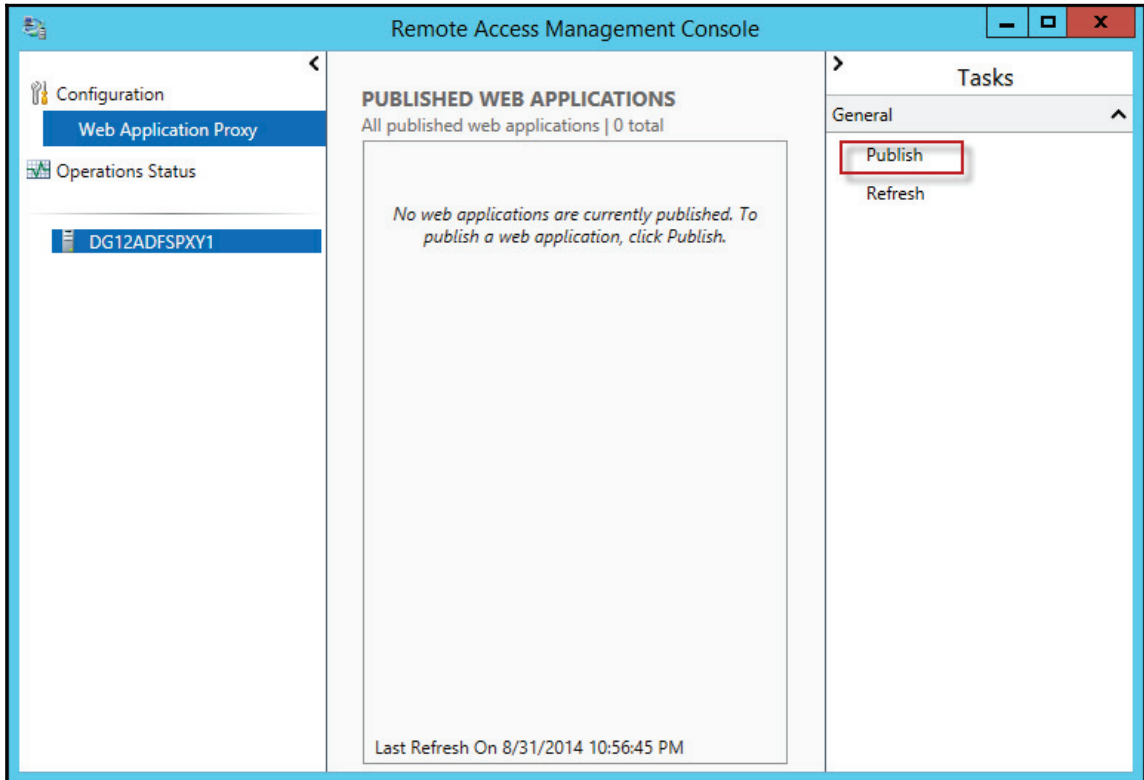 Remote Access Management Console
Configuration
Web Application Proxy
Operations Status
DG12ADFSPXY1
PUBLISHED WEB APPLICATIONS
All published web applications | 0 total
No web applications are currently published. To
publish a web application, click Publish.
Last Refresh On 8/31/2014 10:56:45 PM
Tasks
General
Publish
Refresh